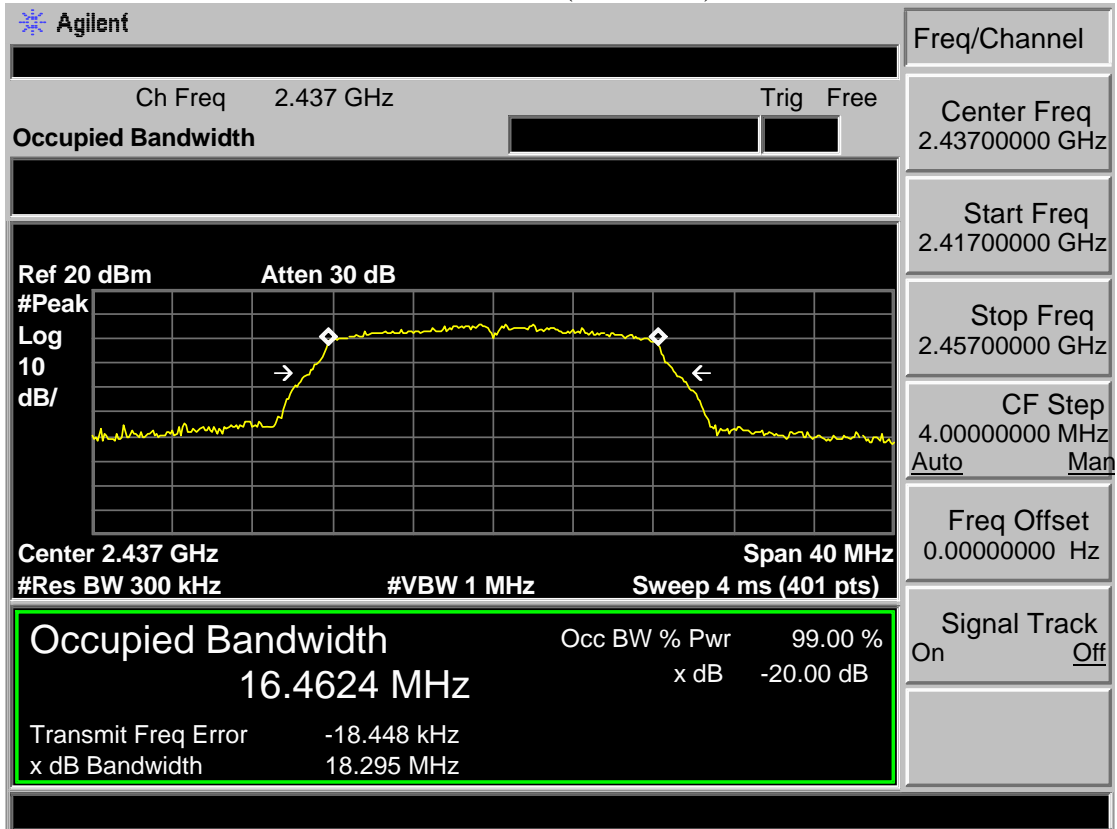 Agilent
Freq/Channel
Ch Freq 2.437 GHz Trig Free
Occupied Bandwidth
Center Freq
2.43700000 GHz
Start Freq
2.41700000 GHz
Ref 20 dBm Atten 30 dB
#Peak
Log
10
dB/
Stop Freq
2.45700000 GHz
CF Step
4.00000000 MHz
Auto Man
Freq Offset
0.00000000 Hz
Center 2.437 GHz Span 40 MHz
#Res BW 300 kHz #VBW 1 MHz Sweep 4 ms (401 pts)
Signal Track
On Off
Occupied Bandwidth Occ BW % Pwr 99.00 %
16.4624 MHz x dB -20.00 dB
Transmit Freq Error -18.448 kHz
x dB Bandwidth 18.295 MHz